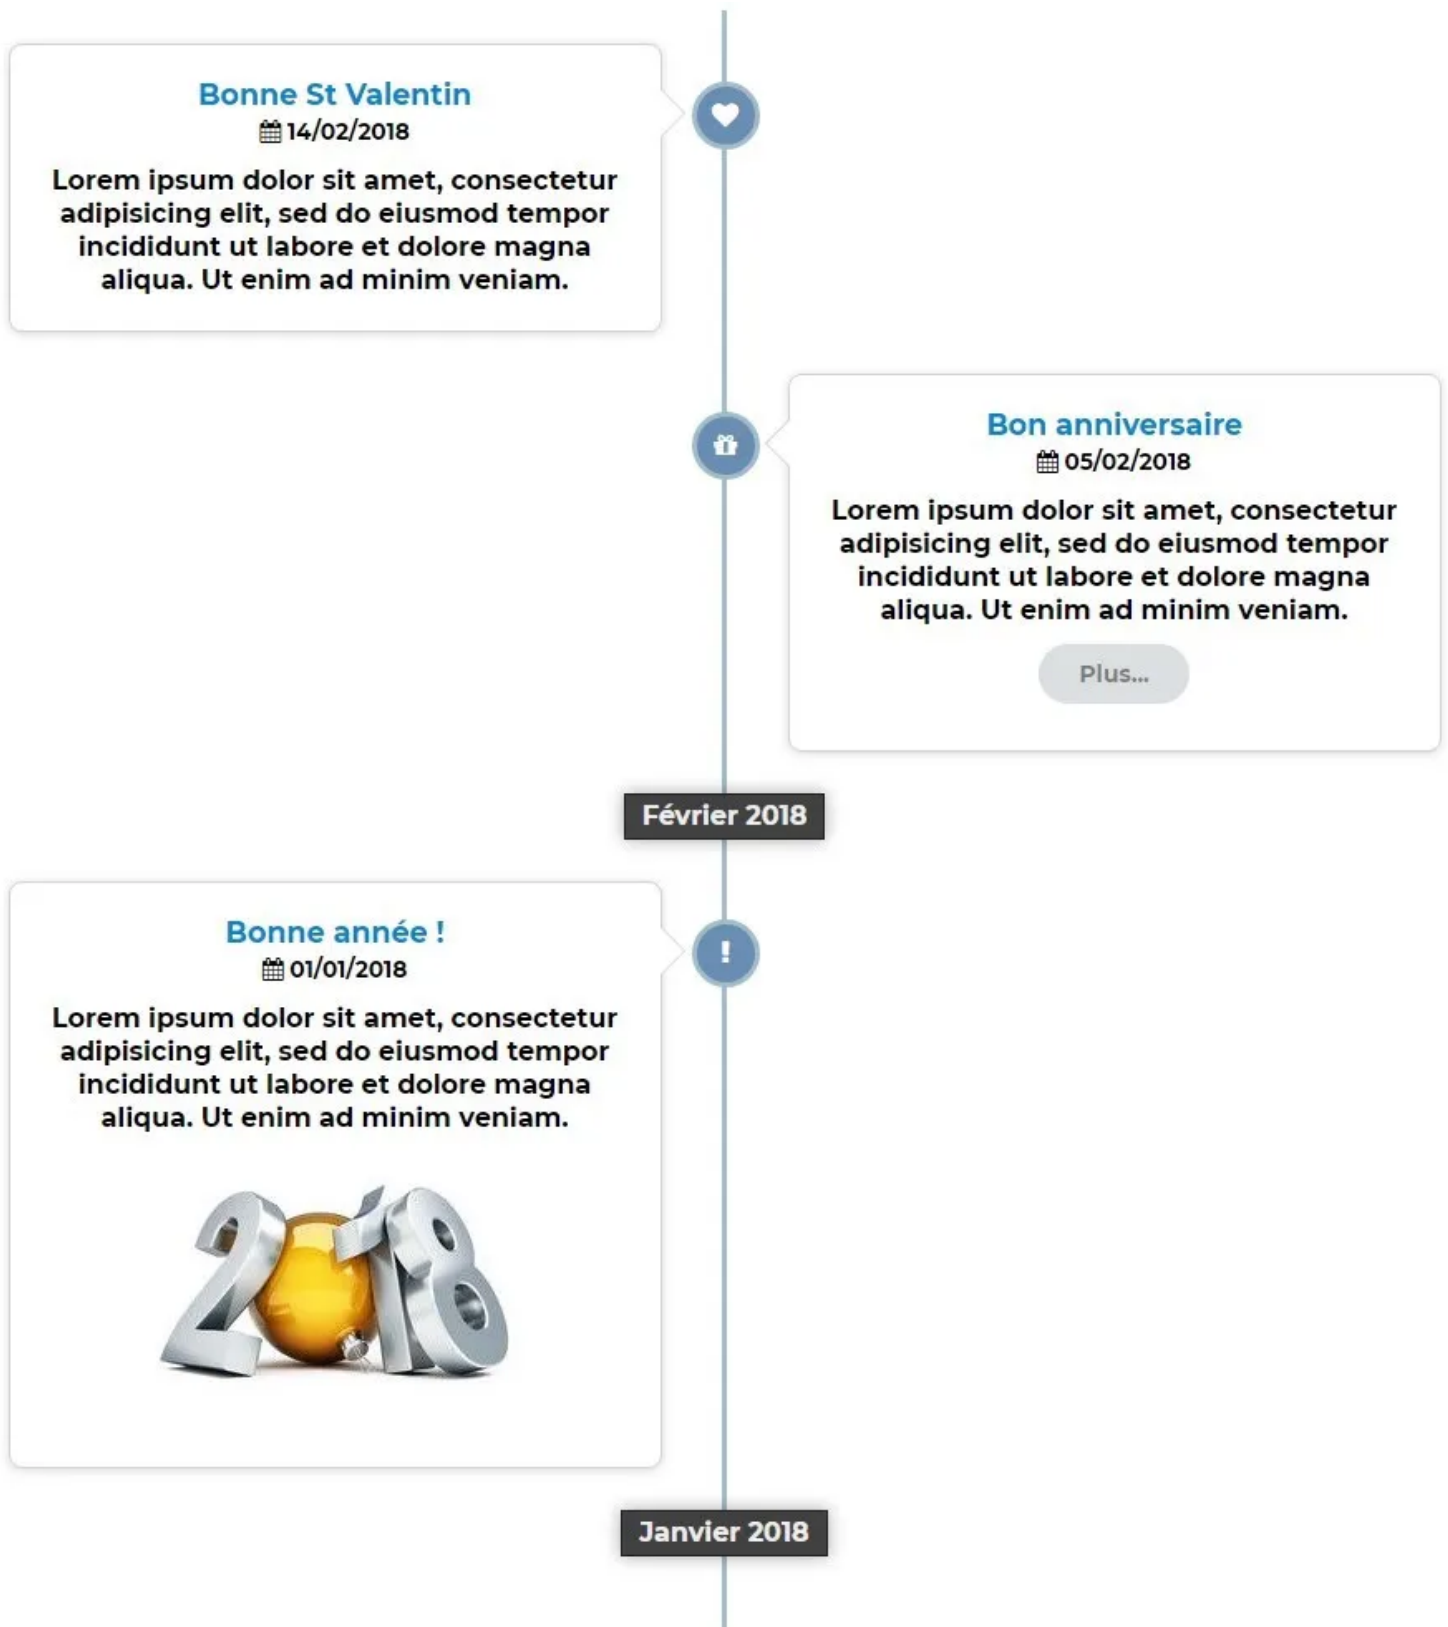 Bonne St Valentin
14/02/2018
Lorem ipsum dolor sit amet, consectetur
adipisicing elit, sed do eiusmod tempor
incididunt ut labore et dolore magna
aliqua. Ut enim ad minim veniam.
Bon anniversaire
05/02/2018
Lorem ipsum dolor sit amet, consectetur
adipisicing elit, sed do eiusmod tempor
incididunt ut labore et dolore magna
aliqua. Ut enim ad minim veniam.
Plus...
Février 2018
Bonne année !
01/01/2018
Lorem ipsum dolor sit amet, consectetur
adipisicing elit, sed do eiusmod tempor
incididunt ut labore et dolore magna
aliqua. Ut enim ad minim veniam.
2018
Janvier 2018